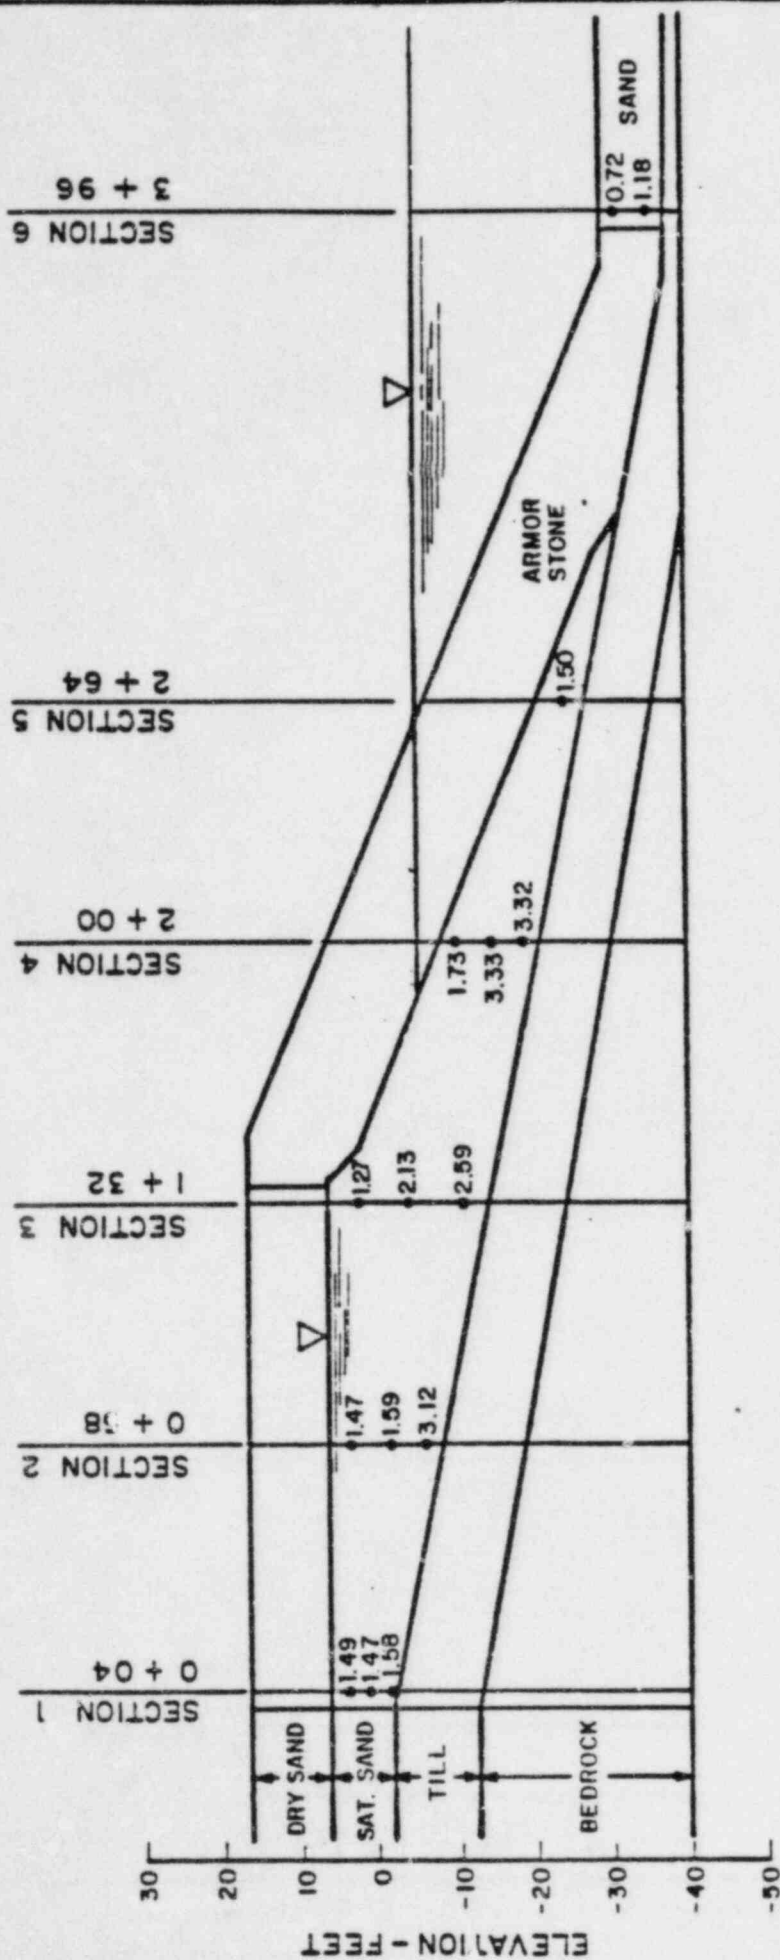 SECTION 1
0 + 04
SECTION 2
SECTION 3
1 + 32
SECTION 4
2 + 00
SECTION 5
2 + 64
SECTION 6
3 + 96
ELEVATION - FEET
30
20
10
0
-10
-20
-30
-40
-50
DRY SAND
SAT. SAND
TILL
BEDROCK
1.49
1.47
1.58
1.47
1.59
3.12
1.27
2.13
2.59
1.73
3.33
3.32
1.50
ARMOR
STONE
0.72
1.18
SAND